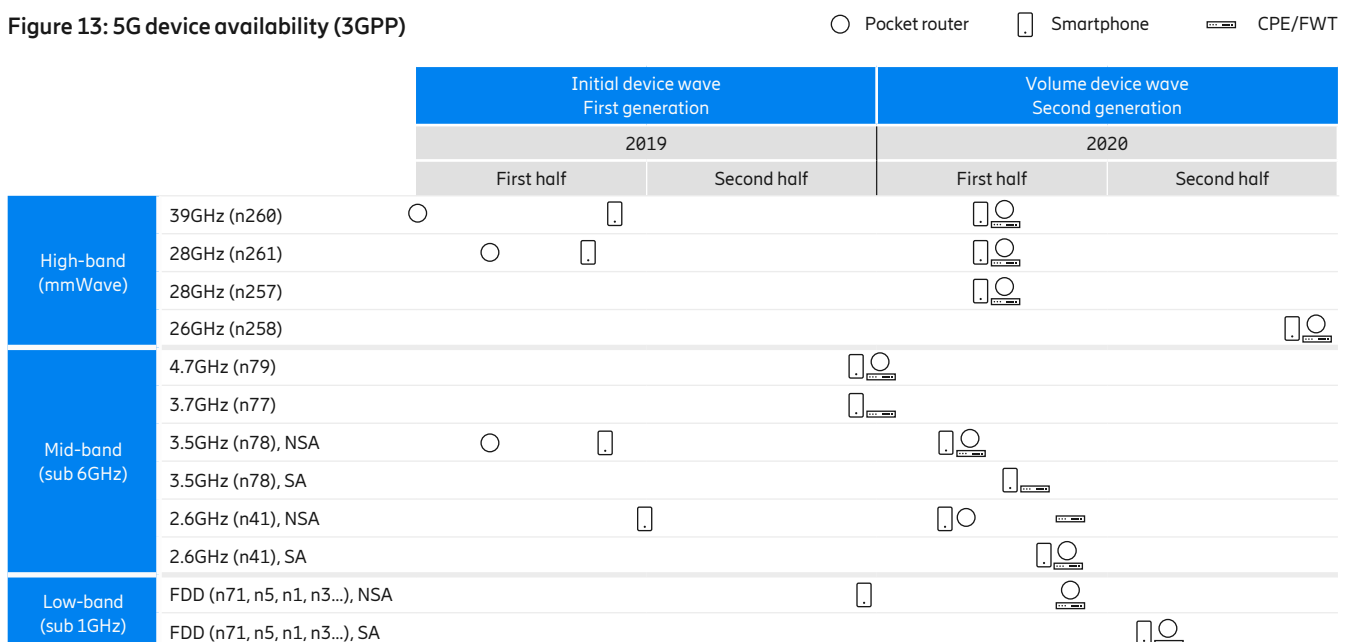 Figure 13: 5G device availability (3GPP)
Pocket router
Smartphone
CPE/FWT
Initial device wave
First generation
Volume device wave
Second generation
2019
2020
First half
Second half
First half
Second half
High-band
(mmWave)
39GHz (n260)
28GHz (n261)
28GHz (n257)
26GHz (n258)
Mid-band
(sub 6GHz)
4.7GHz (n79)
3.7GHz (n77)
3.5GHz (n78), NSA
3.5GHz (n78), SA
2.6GHz (n41), NSA
2.6GHz (n41), SA
Low-band
(sub 1GHz)
FDD (n71, n5, n1, n3...), NSA
FDD (n71, n5, n1, n3...), SA